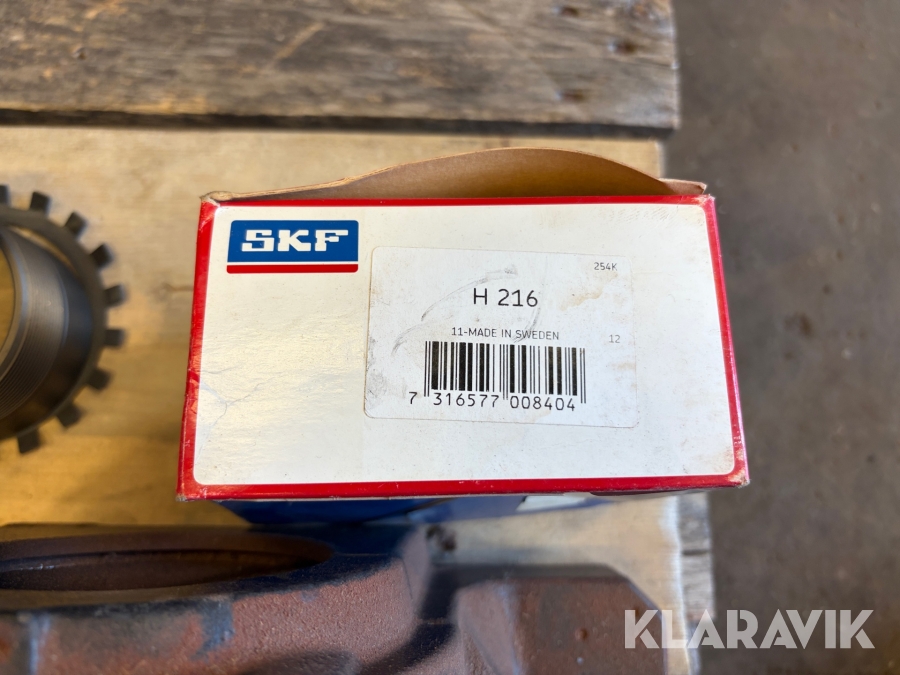 SKF
254K
H 216
11-MADE IN SWEDEN
12
7 316577 008404
KLARAVIK